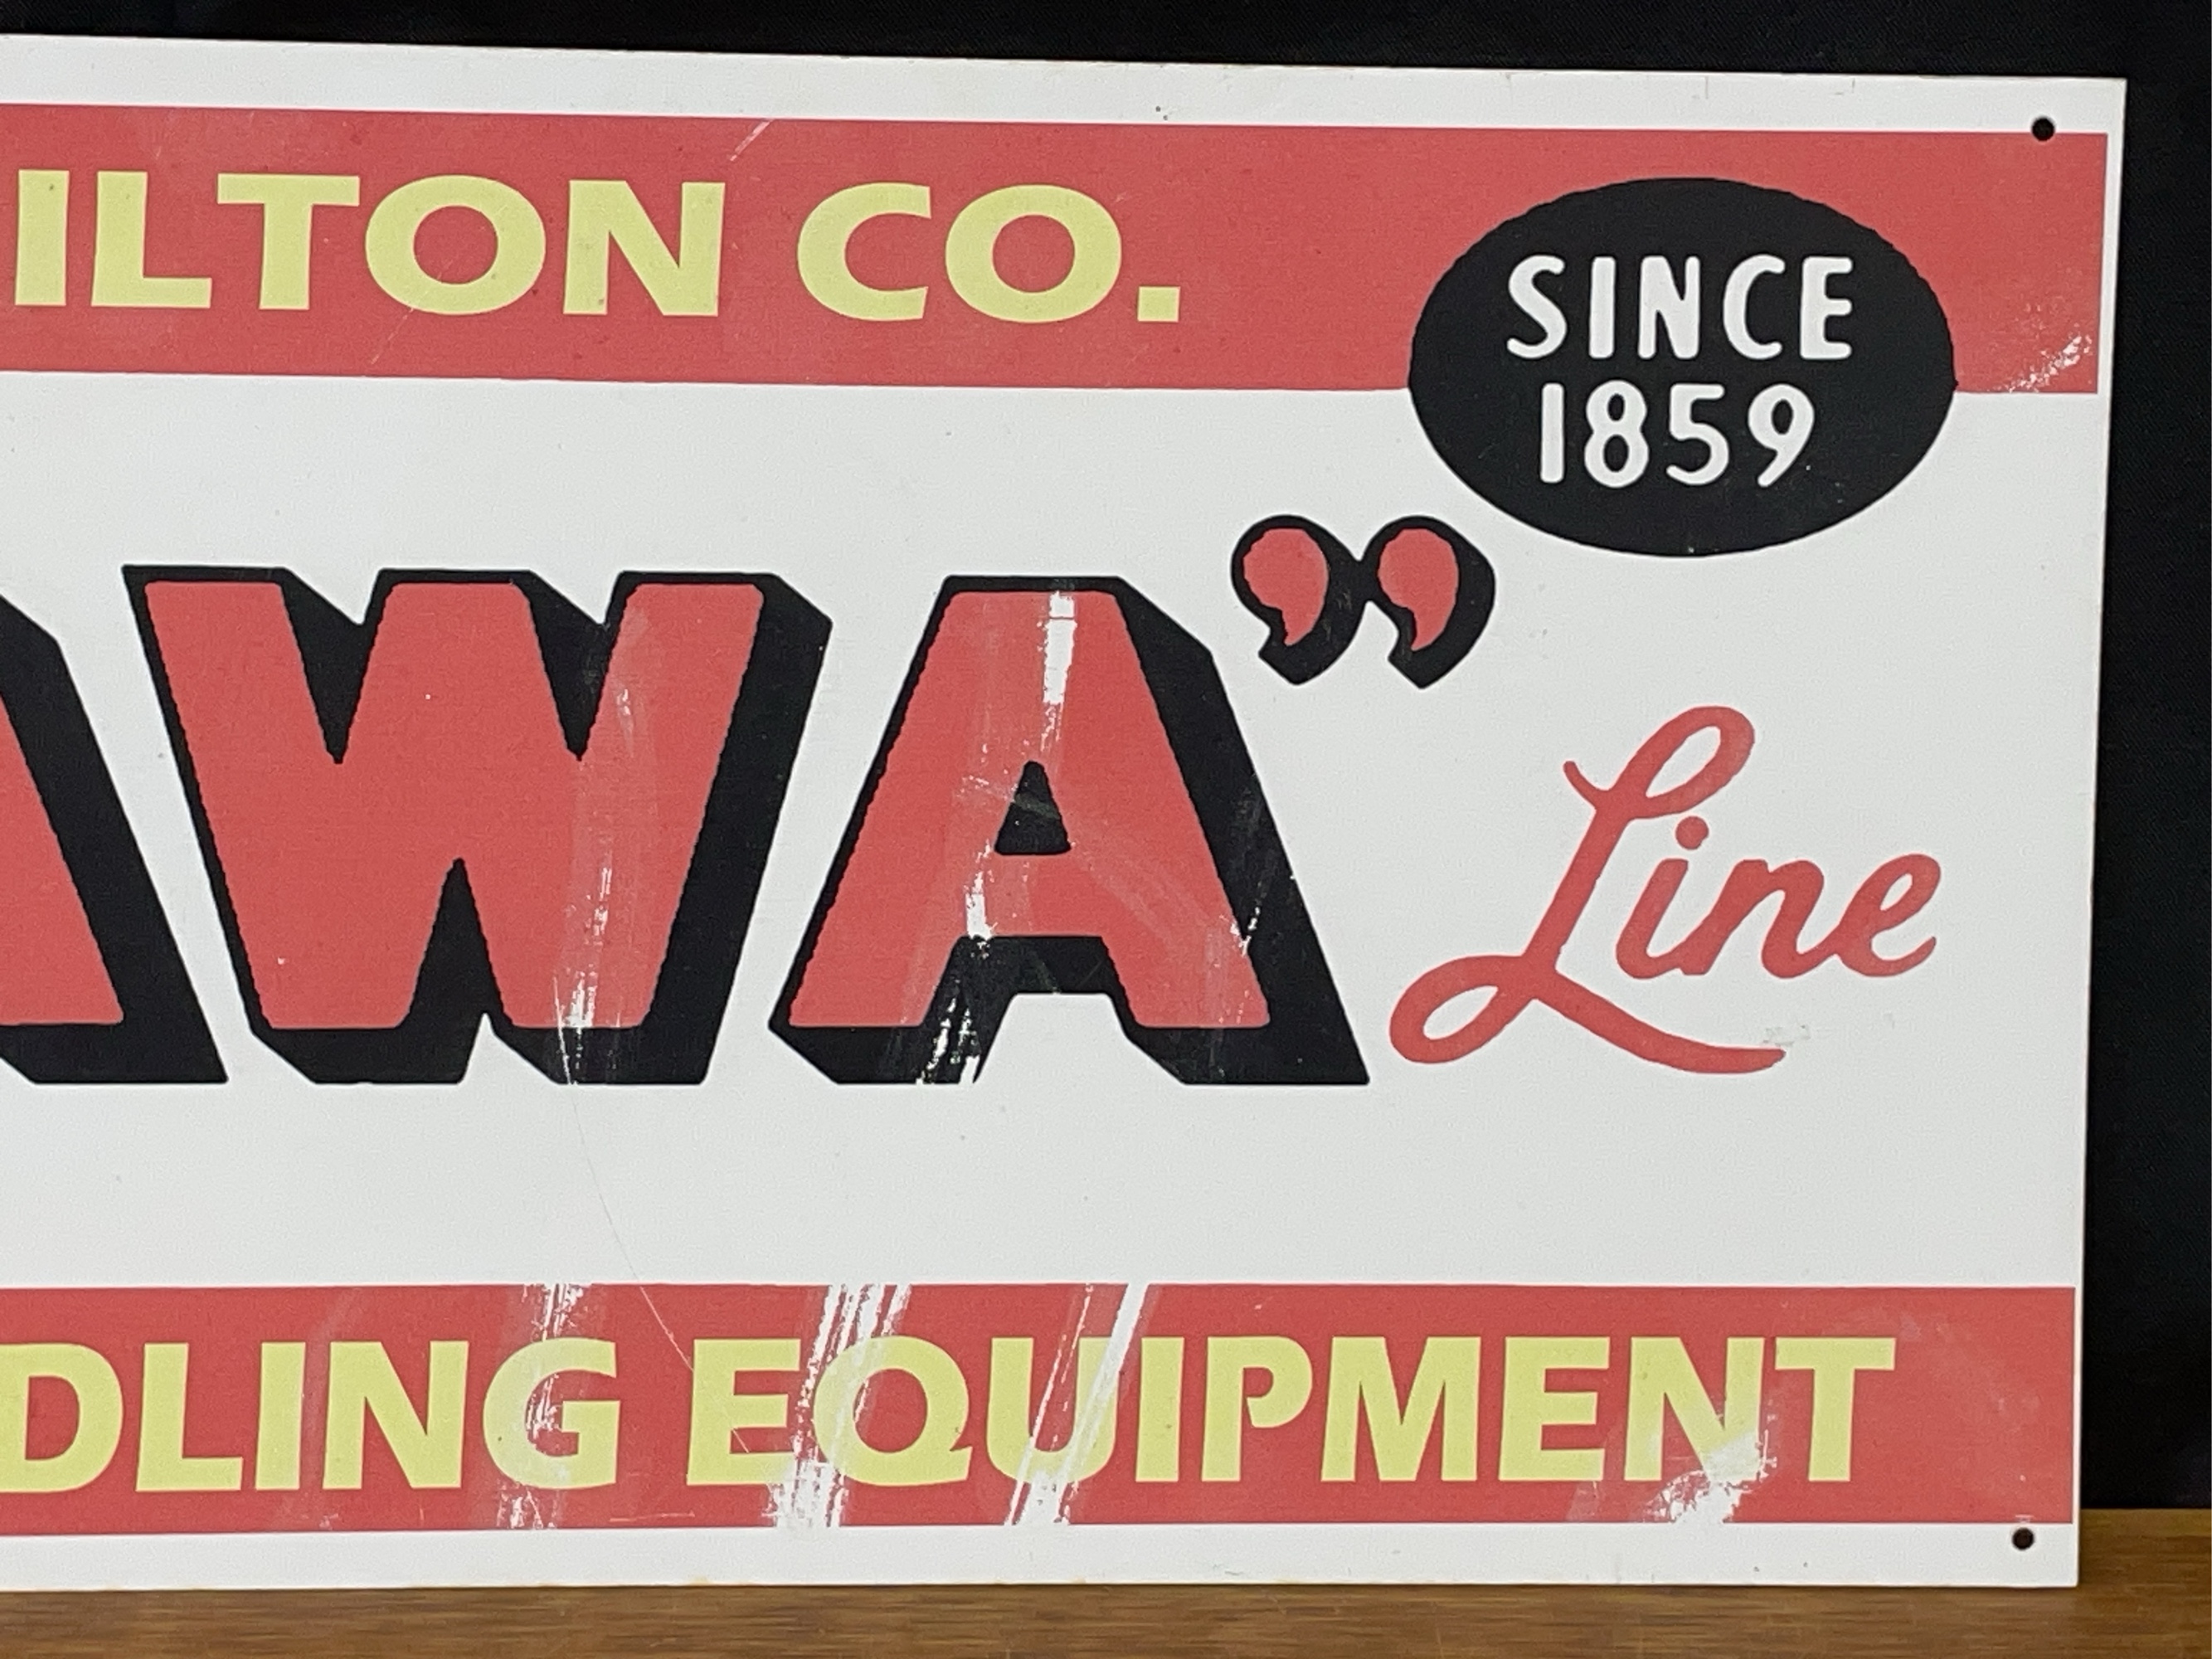 ILTON CO.
SINCE
1859
AWA”
Line
DLING EQUIPMENT